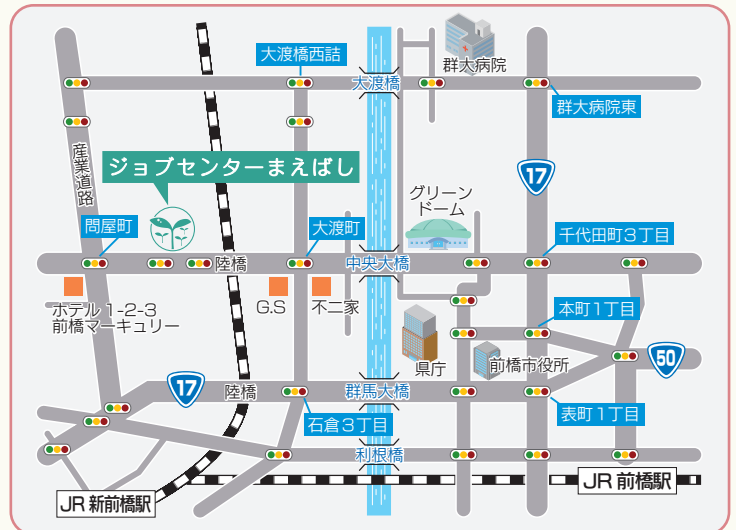 大渡橋西詰
群大病院
大渡橋
群大病院東
産業道路
ジョブセンターまえばし
17
グリーン
ドーム
問屋町
大渡町
千代田町3丁目
陸橋
中央大橋
ホテル 1-2-3
前橋マーキュリー
G.S
不二家
本町1丁目
県庁
前橋市役所
50
17
陸橋
群馬大橋
石倉3丁目
表町1丁目
利根橋
JR 新前橋駅
JR 前橋駅